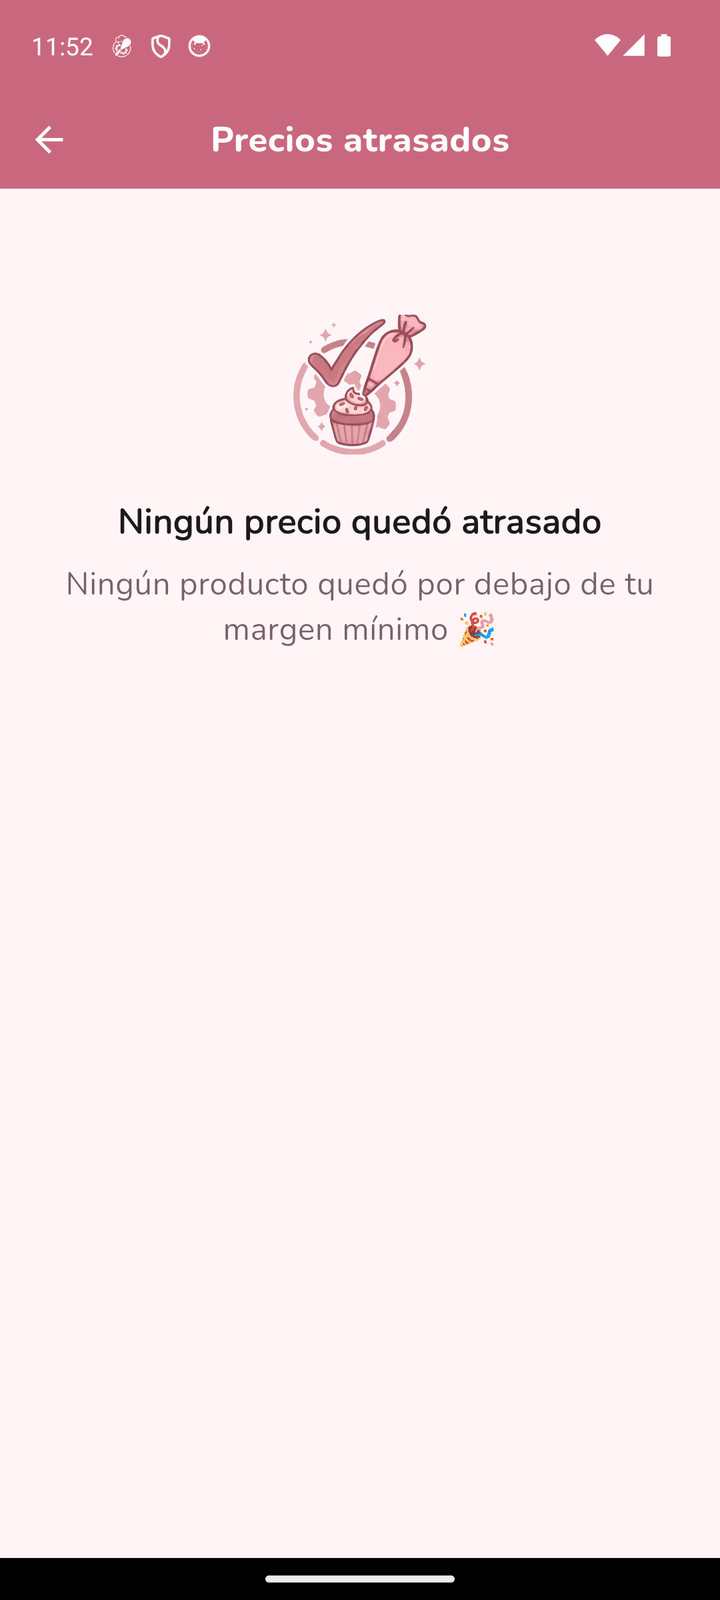 11:52
Precios atrasados
Ningún precio quedó atrasado
Ningún producto quedó por debajo de tu
margen mínimo 🎉